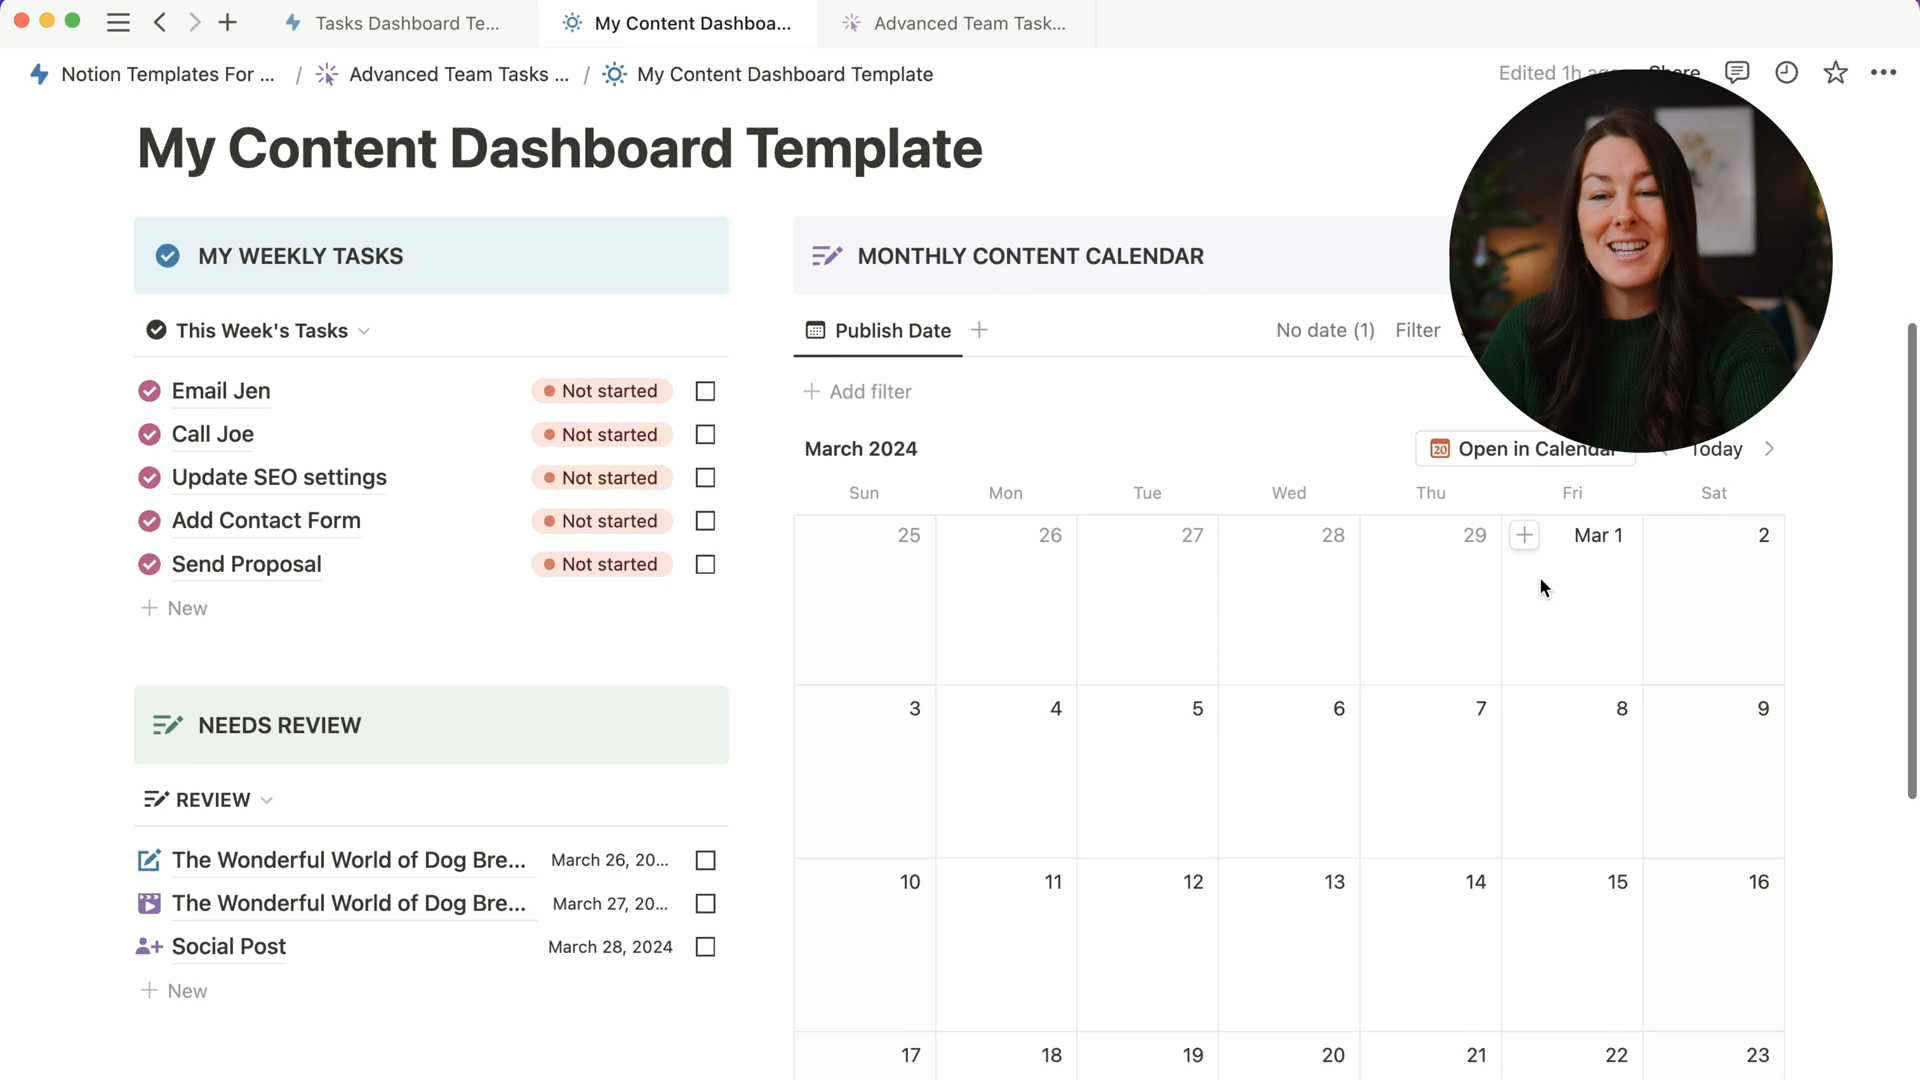 Tasks Dashboard Te...
My Content Dashboa...
Advanced Team Task...
Notion Templates For ... / Advanced Team Tasks ... / My Content Dashboard Template
Edited 1h ago
Share
My Content Dashboard Template
MY WEEKLY TASKS
This Week's Tasks
Email Jen Not started
Call Joe Not started
Update SEO settings Not started
Add Contact Form Not started
Send Proposal Not started
+ New
NEEDS REVIEW
REVIEW
The Wonderful World of Dog Bre... March 26, 20...
The Wonderful World of Dog Bre... March 27, 20...
Social Post March 28, 2024
+ New
MONTHLY CONTENT CALENDAR
Publish Date +
No date (1) Filter
+ Add filter
March 2024
20 Open in Calendar
Today
Sun Mon Tue Wed Thu Fri Sat
25 26 27 28 29 + Mar 1 2
3 4 5 6 7 8 9
10 11 12 13 14 15 16
17 18 19 20 21 22 23